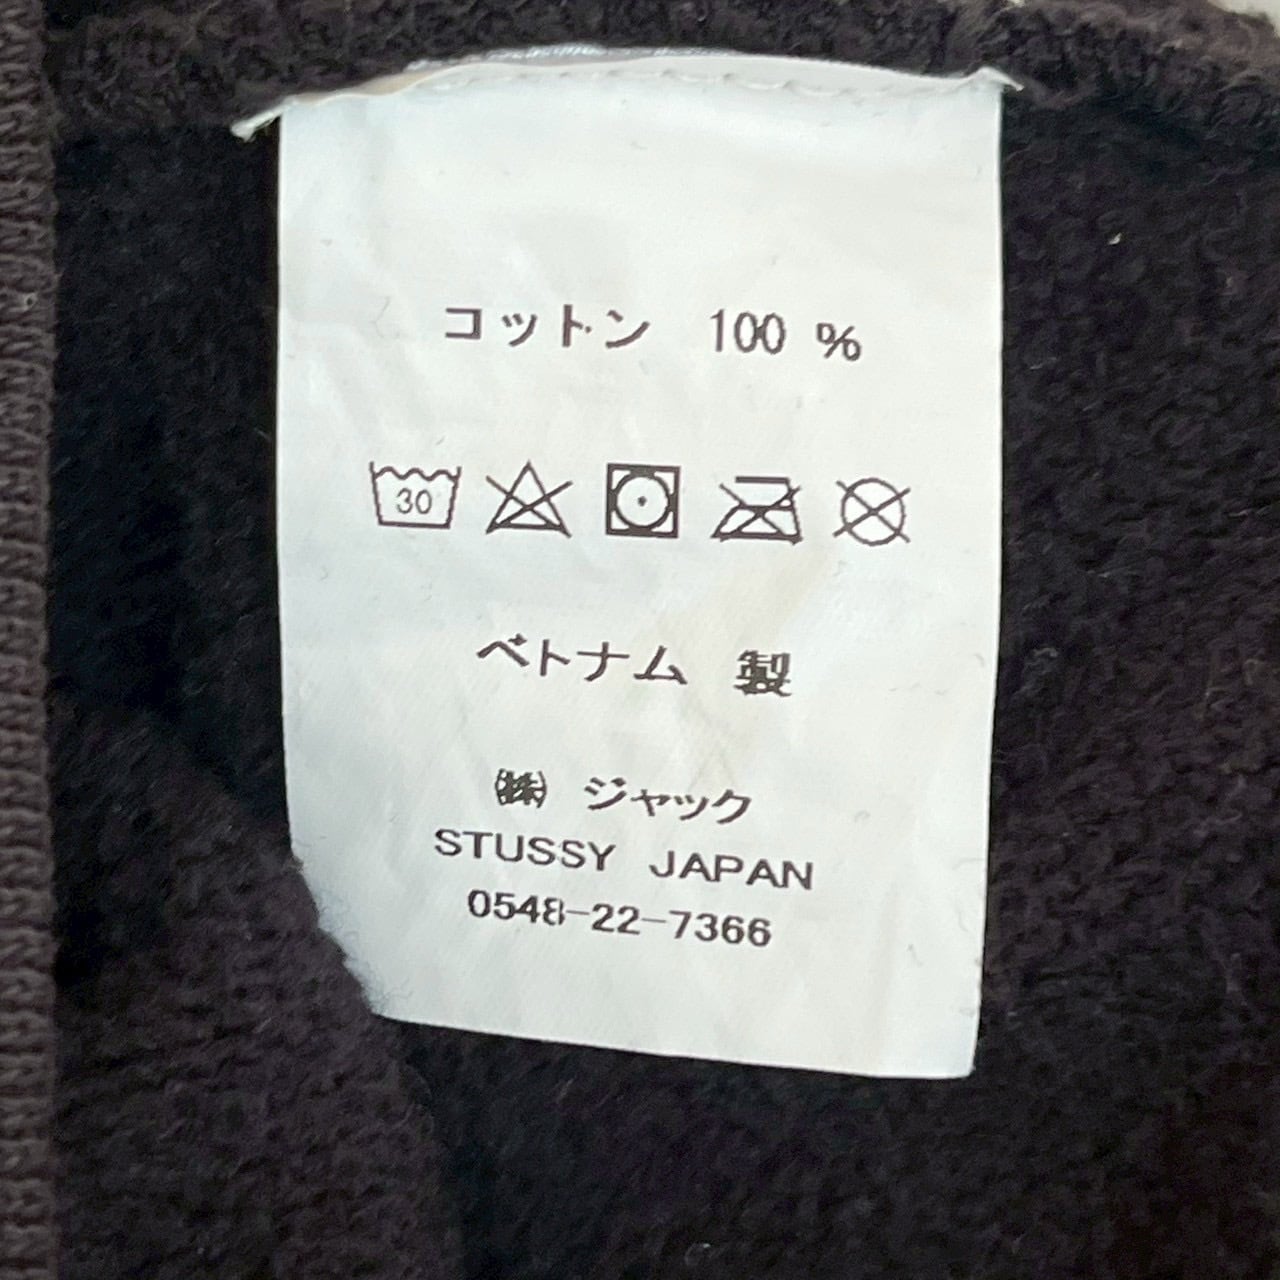 コットン 100 %
30
ベトナム 製
㈱ ジャック
STUSSY JAPAN
0548-22-7366